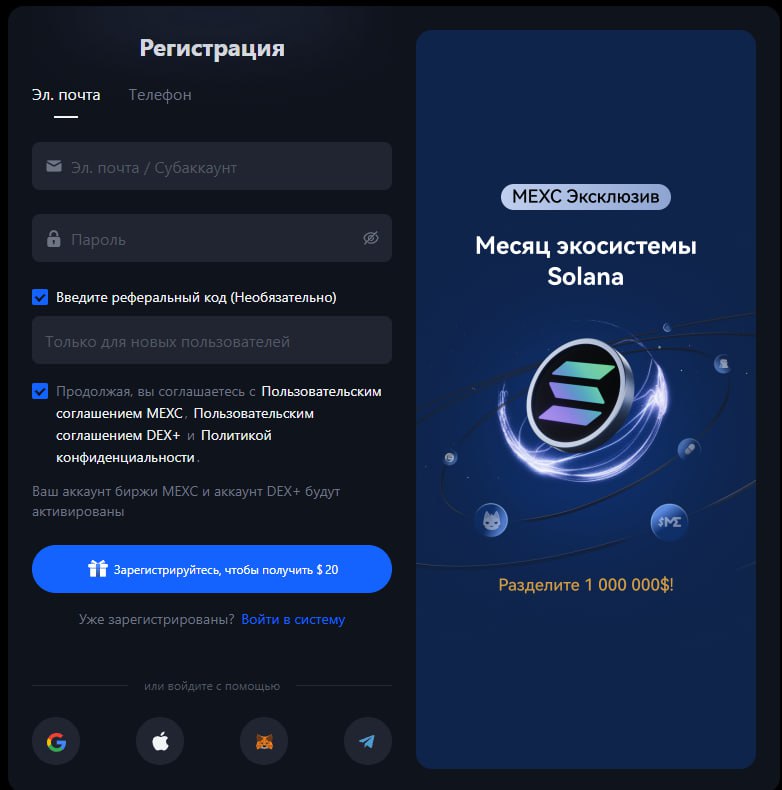 Регистрация
Эл. почта
Телефон
Эл. почта / Субаккаунт
Пароль
Введите реферальный код (Необязательно)
Только для новых пользователей
Продолжая, вы соглашаетесь с Пользовательским
соглашением MEXC, Пользовательским
соглашением DEX+ и Политикой
конфиденциальности.
Ваш аккаунт биржи MEXC и аккаунт DEX+ будут
активированы
Зарегистрируйтесь, чтобы получить $ 20
Уже зарегистрированы? Войти в систему
или войдите с помощью
MEXC Эксклюзив
Месяц экосистемы
Solana
$ME
Разделите 1 000 000$!